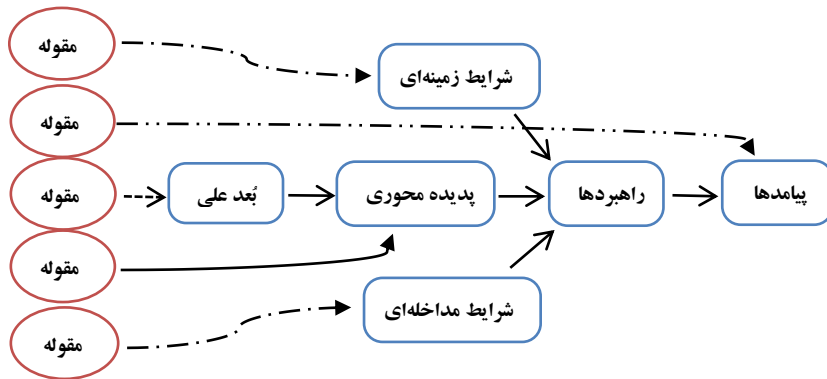 مقوله
شرایط زمینه‌ای
مقوله
مقوله
بُعد علی
پدیده محوری
راهبردها
پیامدها
مقوله
شرایط مداخله‌ای
مقوله